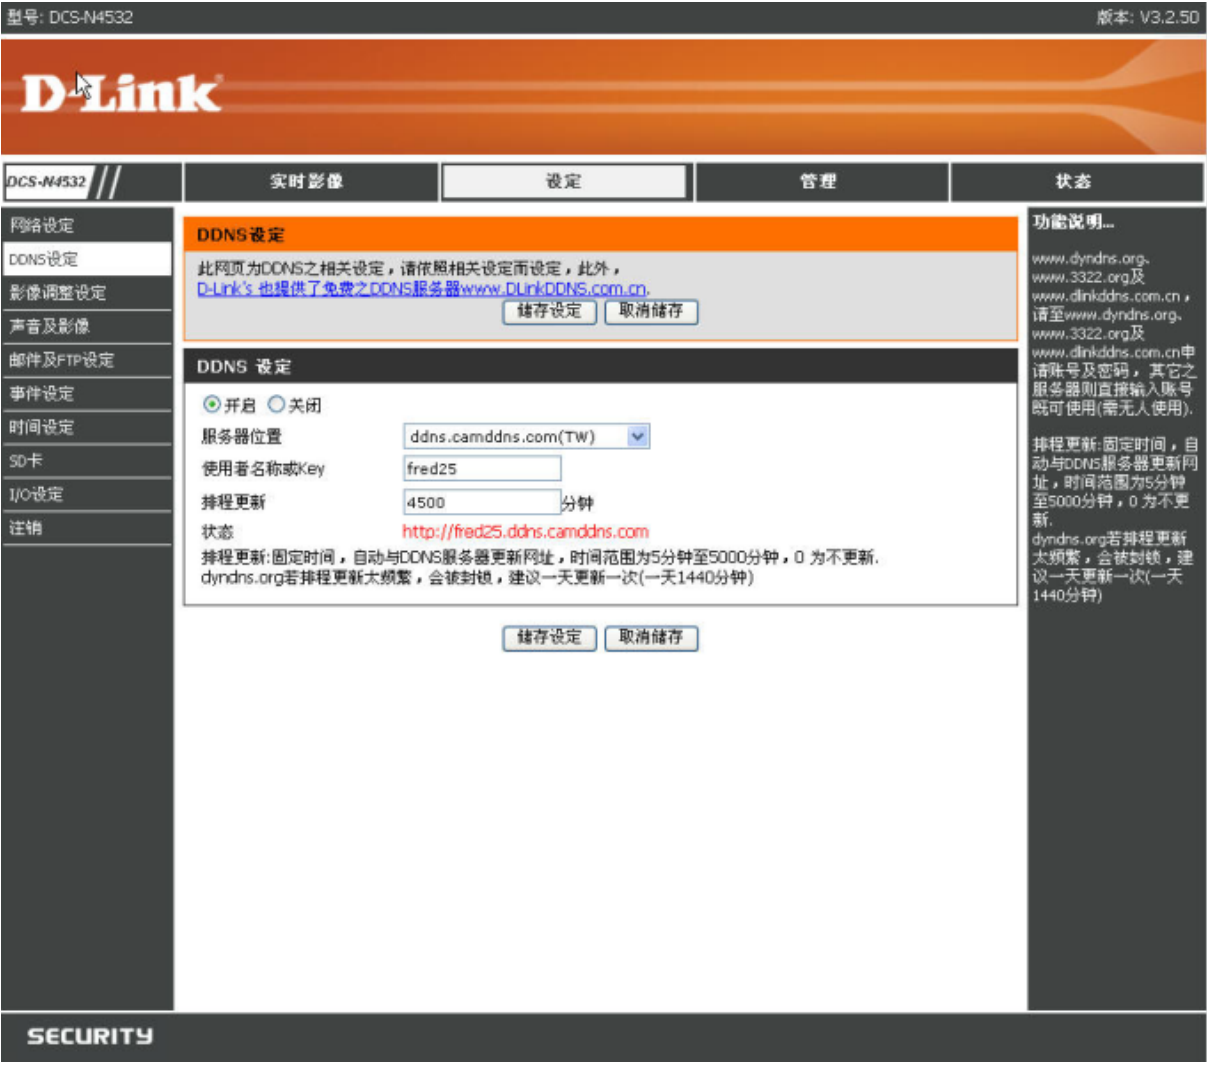 型号: DCS-N4532
版本: V3.2.50
D-Link
DCS-N4532
实时影像
设定
管理
状态
网络设定
DDNS设定
影像调整设定
声音及影像
邮件及FTP设定
事件设定
时间设定
SD卡
I/O设定
注销
DDNS设定
此网页为DDNS之相关设定，请依照相关设定而设定，此外，
D-Link's 也提供了免费之DDNS服务器www.DLinkDDNS.com.cn.
储存设定 取消储存
DDNS 设定
开启 关闭
服务器位置 ddns.camddns.com(TW)
使用者名称或Key fred25
排程更新 4500 分钟
状态 http://fred25.ddns.camddns.com
排程更新:固定时间，自动与DDNS服务器更新网址，时间范围为5分钟至5000分钟，0 为不更新.
dyndns.org若排程更新太频繁，会被封锁，建议一天更新一次(一天1440分钟)
储存设定 取消储存
功能说明...
www.dyndns.org、
www.3322.org及
www.dlinkddns.com.cn，
请至www.dyndns.org、
www.3322.org及
www.dlinkddns.com.cn申
请账号及密码，其它之
服务器则直接输入账号
既可使用(需无人使用).
排程更新:固定时间，自
动与DDNS服务器更新网
址，时间范围为5分钟
至5000分钟，0 为不更
新.
dyndns.org若排程更新
太频繁，会被封锁，建
议一天更新一次(一天
1440分钟)
SECURITY